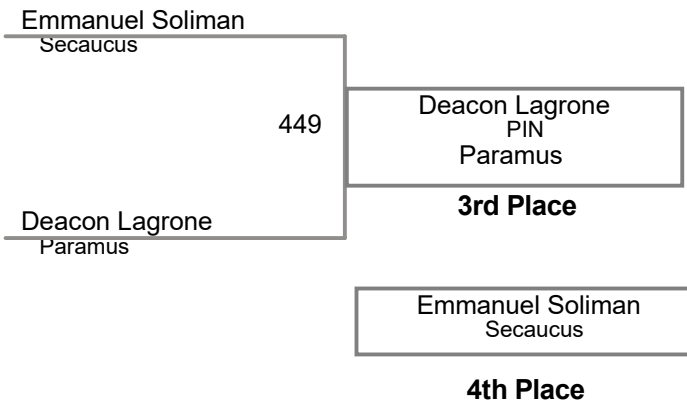 Emmanuel Soliman
Secaucus
449
Deacon Lagrone
PIN
Paramus
3rd Place
Deacon Lagrone
Paramus
Emmanuel Soliman
Secaucus
4th Place